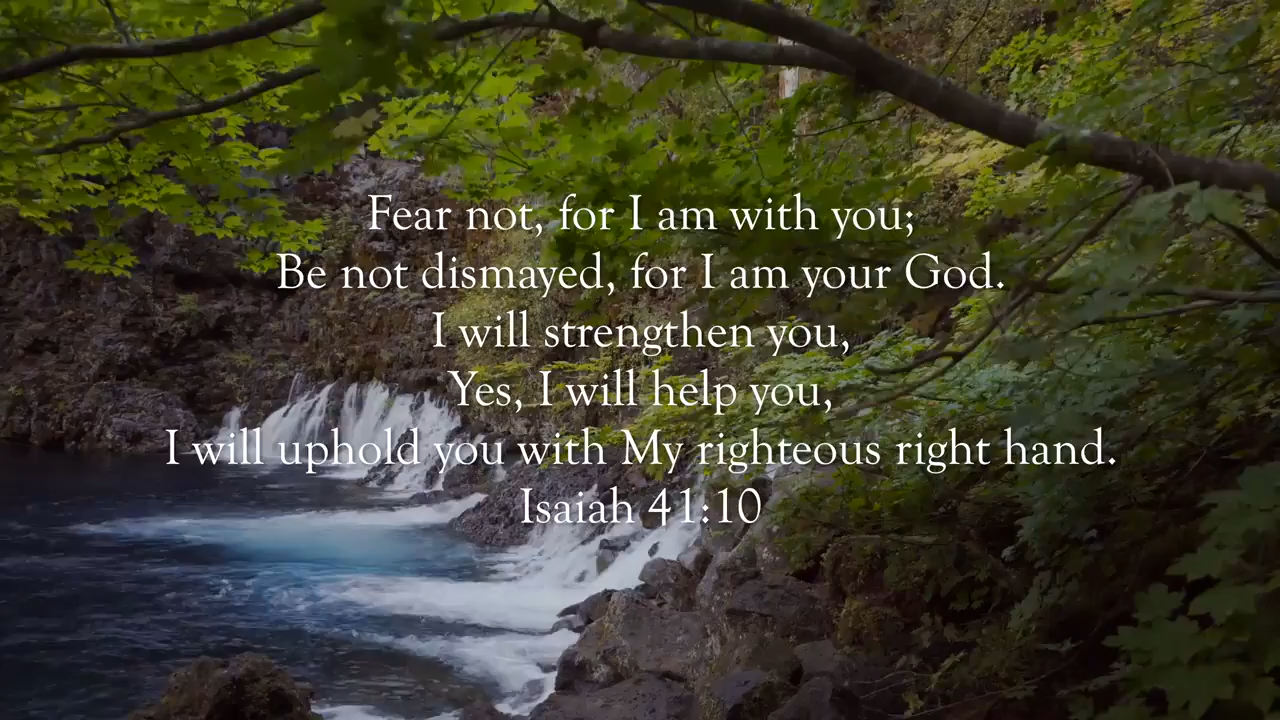 Fear not, for I am with you;
Be not dismayed, for I am your God.
I will strengthen you,
Yes, I will help you,
I will uphold you with My righteous right hand.
Isaiah 41:10